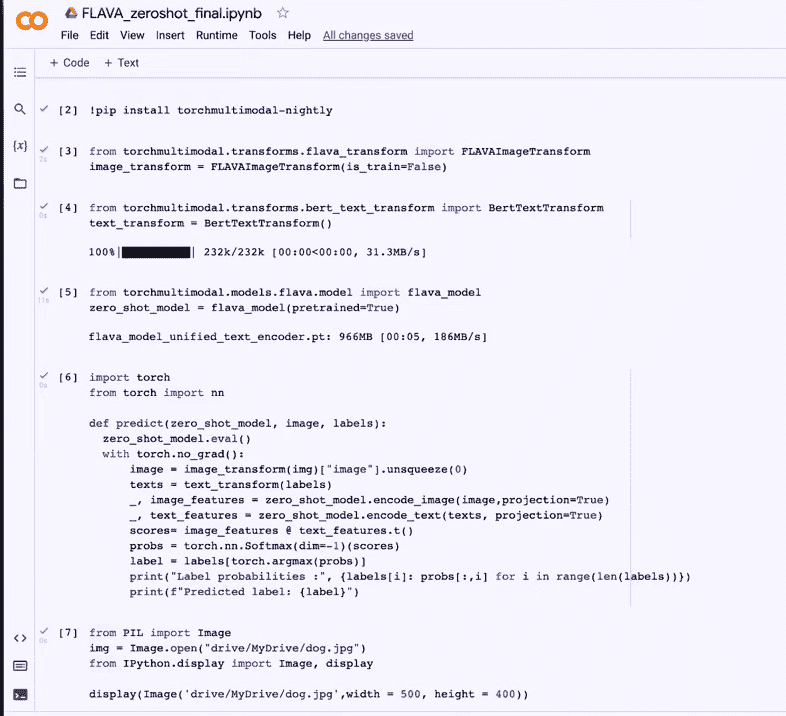 FLAVA_zeroshot_final.ipynb
File Edit View Insert Runtime Tools Help All changes saved
+ Code + Text
[2] !pip install torchmultimodal-nightly
[3] from torchmultimodal.transforms.flava_transform import FLAVAImageTransform
2s image_transform = FLAVAImageTransform(is_train=False)
[4] from torchmultimodal.transforms.bert_text_transform import BertTextTransform
0s text_transform = BertTextTransform()
100%| | 232k/232k [00:00<00:00, 31.3MB/s]
{x}
[5] from torchmultimodal.models.flava.model import flava_model
11s zero_shot_model = flava_model(pretrained=True)
flava_model_unified_text_encoder.pt: 966MB [00:05, 186MB/s]
[6] import torch
0s from torch import nn
def predict(zero_shot_model, image, labels):
zero_shot_model.eval()
with torch.no_grad():
image = image_transform(img)["image"].unsqueeze(0)
texts = text_transform(labels)
_, image_features = zero_shot_model.encode_image(image,projection=True)
_, text_features = zero_shot_model.encode_text(texts, projection=True)
scores= image_features @ text_features.t()
probs = torch.nn.Softmax(dim=-1)(scores)
label = labels[torch.argmax(probs)]
print("Label probabilities :", {labels[i]: probs[:,i] for i in range(len(labels))})
print(f"Predicted label: {label}")
[7] from PIL import Image
0s img = Image.open("drive/MyDrive/dog.jpg")
from IPython.display import Image, display
display(Image('drive/MyDrive/dog.jpg',width = 500, height = 400))